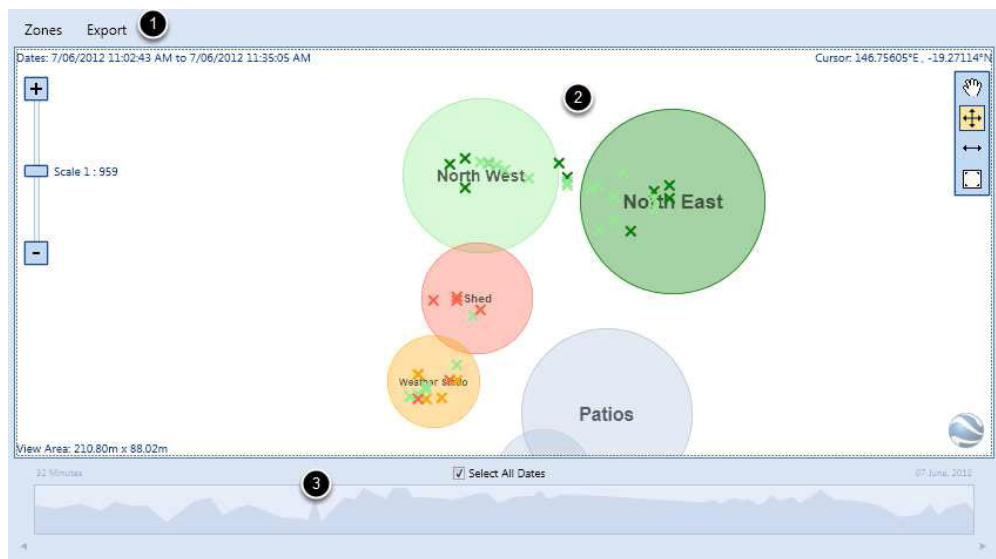 Zones Export 1
Dates: 7/06/2012 11:02:43 AM to 7/06/2012 11:35:05 AM
Cursor: 146.75605°E , -19.27114°N
2
Scale 1 : 959
North West
North East
Shed
Patios
View Area: 210.80m x 88.02m
32 Minutes
Select All Dates
07 June, 2012
3